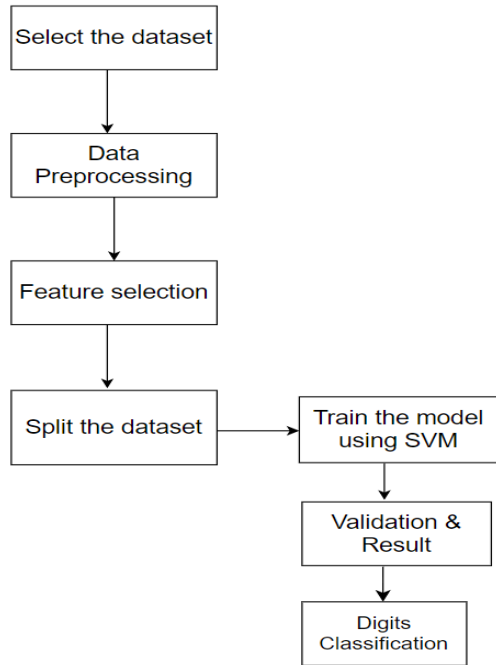 Select the dataset
Data
Preprocessing
Feature selection
Split the dataset
Train the model
using SVM
Validation &
Result
Digits
Classification